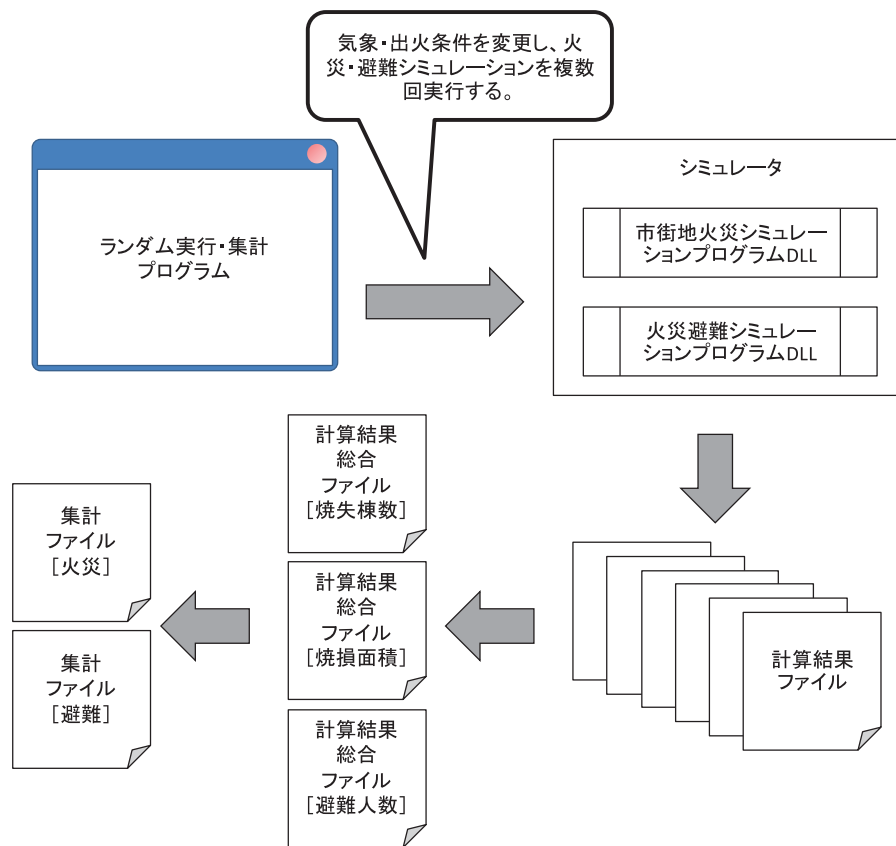 気象・出火条件を変更し、火
災・避難シミュレーションを複数
回実行する。
ランダム実行・集計
プログラム
シミュレータ
市街地火災シミュレー
ションプログラムDLL
火災避難シミュレー
ションプログラムDLL
計算結果
総合
ファイル
[焼失棟数]
計算結果
総合
ファイル
[焼損面積]
計算結果
総合
ファイル
[避難人数]
集計
ファイル
[火災]
集計
ファイル
[避難]
計算結果
ファイル